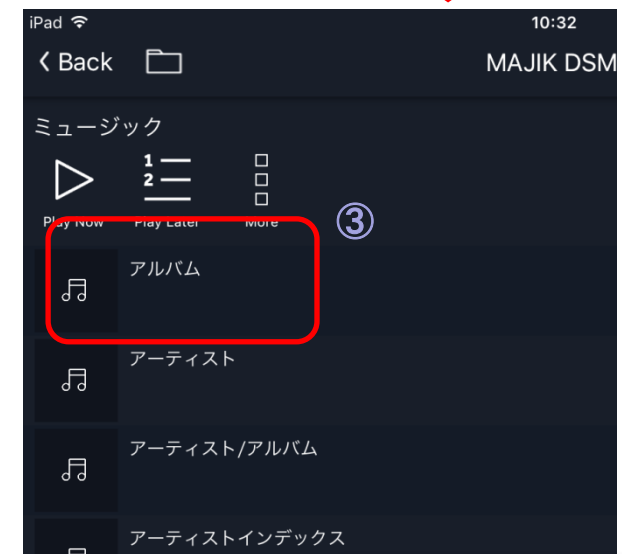 iPad 10:32
Back MAJIK DSM
ミュージック
1
2
Play Now Play Later More
③
アルバム
アーティスト
アーティスト/アルバム
アーティストインデックス